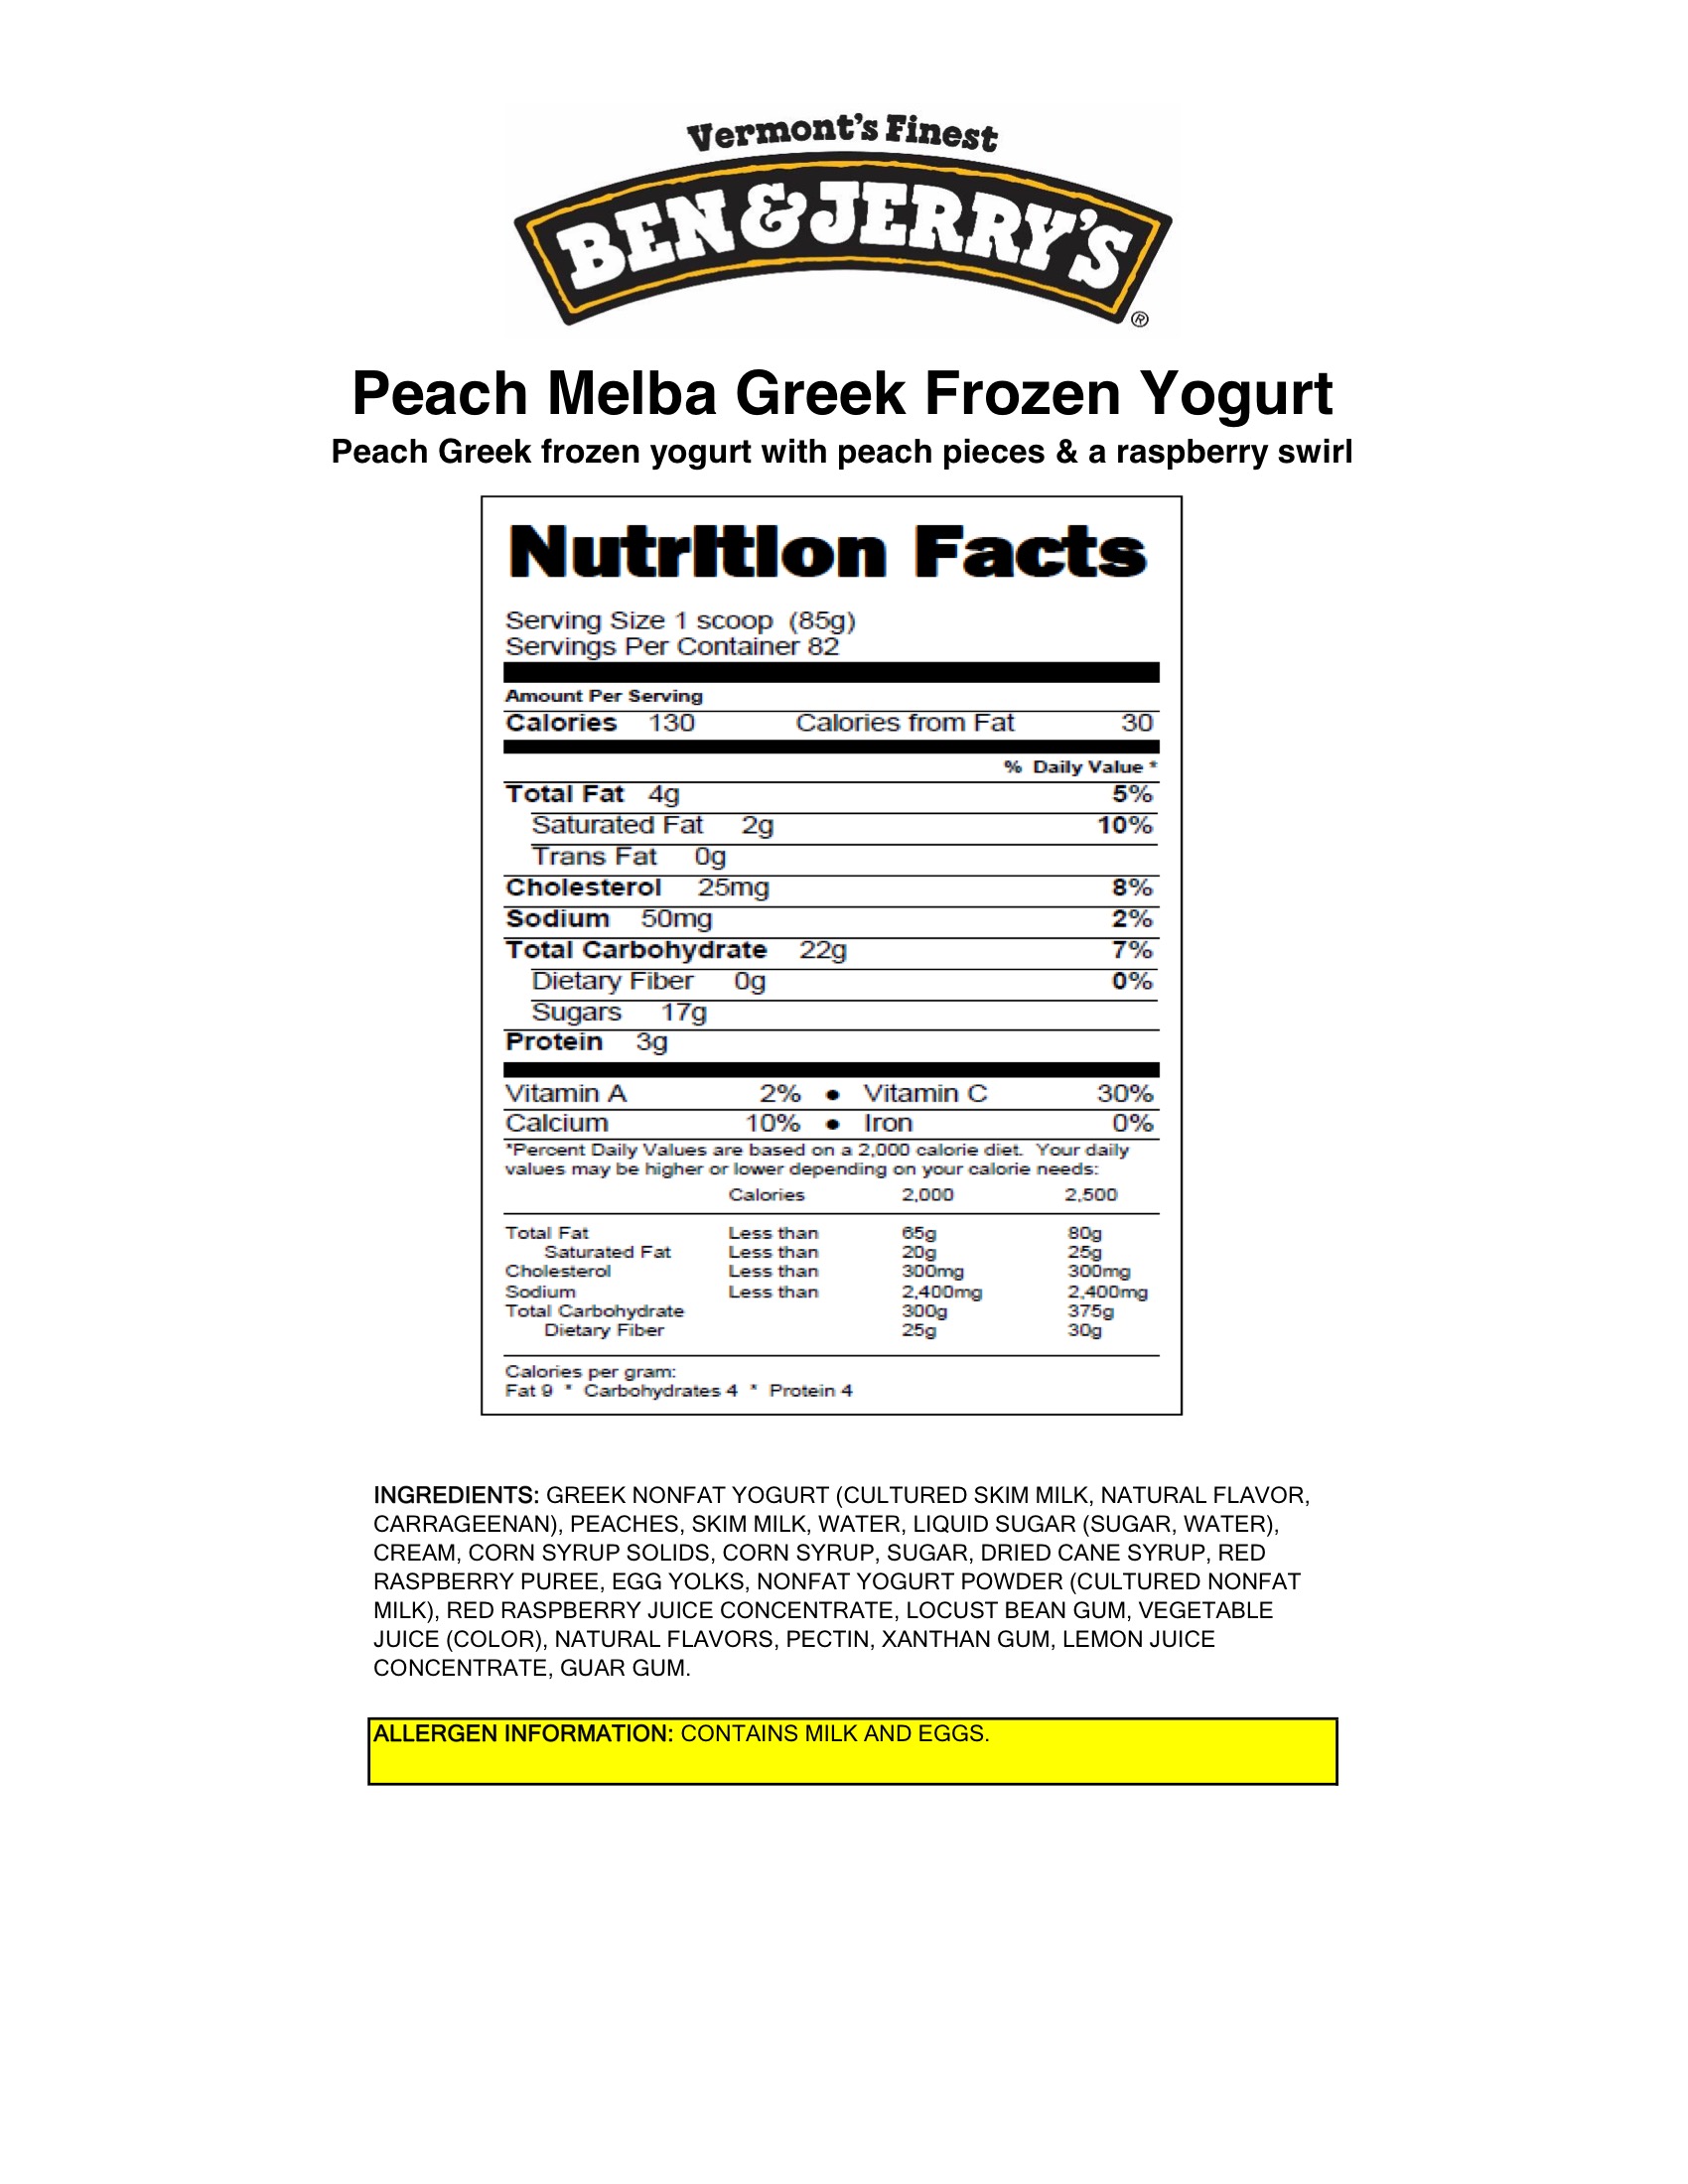 Vermont's Finest
BEN & JERRY'S
®
Peach Melba Greek Frozen Yogurt
Peach Greek frozen yogurt with peach pieces & a raspberry swirl
Nutrition Facts
Serving Size 1 scoop (85g)
Servings Per Container 82
Amount Per Serving
Calories 130 Calories from Fat 30
% Daily Value *
Total Fat 4g 5%
Saturated Fat 2g 10%
Trans Fat 0g
Cholesterol 25mg 8%
Sodium 50mg 2%
Total Carbohydrate 22g 7%
Dietary Fiber 0g 0%
Sugars 17g
Protein 3g
Vitamin A 2% • Vitamin C 30%
Calcium 10% • Iron 0%
*Percent Daily Values are based on a 2,000 calorie diet. Your daily
values may be higher or lower depending on your calorie needs:
Calories 2,000 2,500
Total Fat Less than 65g 80g
Saturated Fat Less than 20g 25g
Cholesterol Less than 300mg 300mg
Sodium Less than 2,400mg 2,400mg
Total Carbohydrate 300g 375g
Dietary Fiber 25g 30g
Calories per gram:
Fat 9 * Carbohydrates 4 * Protein 4
INGREDIENTS: GREEK NONFAT YOGURT (CULTURED SKIM MILK, NATURAL FLAVOR,
CARRAGEENAN), PEACHES, SKIM MILK, WATER, LIQUID SUGAR (SUGAR, WATER),
CREAM, CORN SYRUP SOLIDS, CORN SYRUP, SUGAR, DRIED CANE SYRUP, RED
RASPBERRY PUREE, EGG YOLKS, NONFAT YOGURT POWDER (CULTURED NONFAT
MILK), RED RASPBERRY JUICE CONCENTRATE, LOCUST BEAN GUM, VEGETABLE
JUICE (COLOR), NATURAL FLAVORS, PECTIN, XANTHAN GUM, LEMON JUICE
CONCENTRATE, GUAR GUM.
ALLERGEN INFORMATION: CONTAINS MILK AND EGGS.